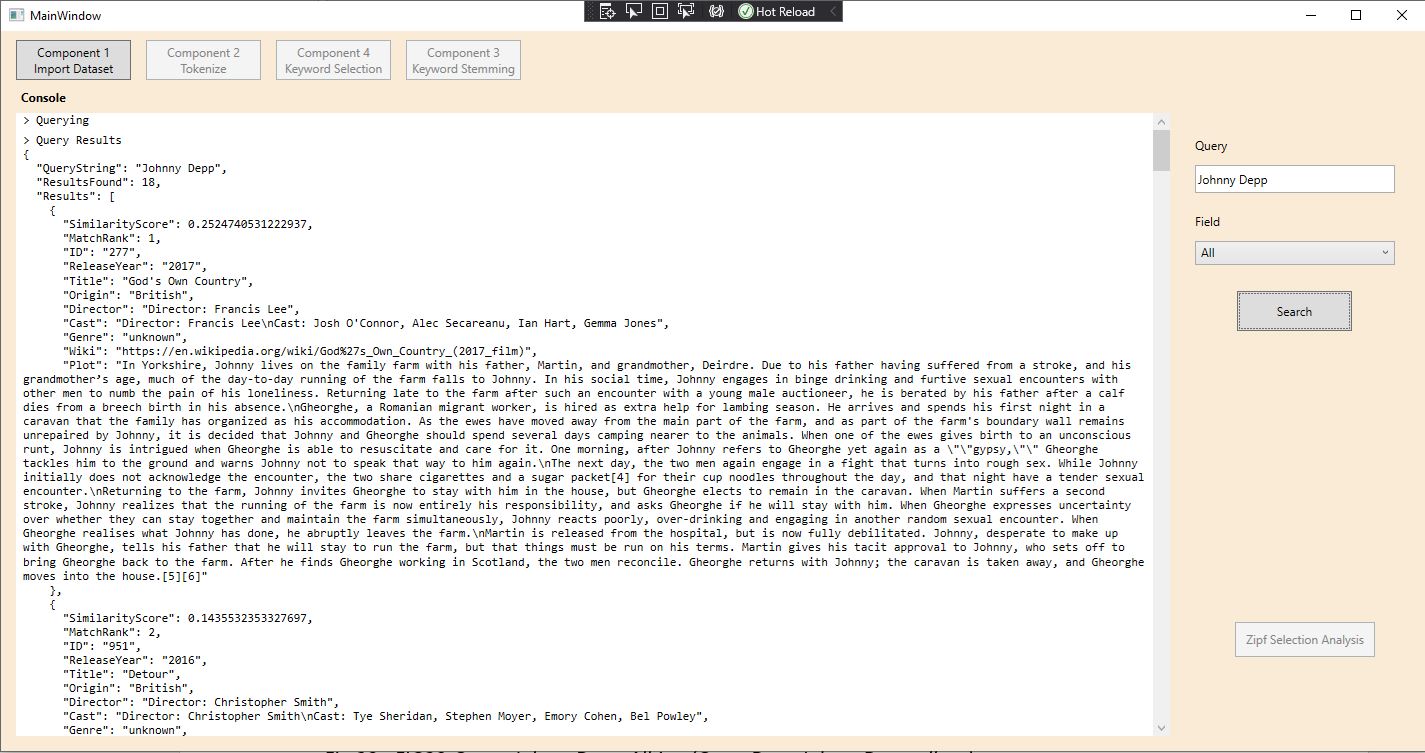 MainWindow
Hot Reload
Component 1
Import Dataset
Component 2
Tokenize
Component 4
Keyword Selection
Component 3
Keyword Stemming
Console
> Querying
> Query Results
{
"QueryString": "Johnny Depp",
"ResultsFound": 18,
"Results": [
{
"SimilarityScore": 0.2524740531222937,
"MatchRank": 1,
"ID": "277",
"ReleaseYear": "2017",
"Title": "God's Own Country",
"Origin": "British",
"Director": "Director: Francis Lee",
"Cast": "Director: Francis Lee\nCast: Josh O'Connor, Alec Secareanu, Ian Hart, Gemma Jones",
"Genre": "unknown",
"Wiki": "https://en.wikipedia.org/wiki/God%27s_Own_Country_(2017_film)",
"Plot": "In Yorkshire, Johnny lives on the family farm with his father, Martin, and grandmother, Deirdre. Due to his father having suffered from a stroke, and his
grandmother’s age, much of the day-to-day running of the farm falls to Johnny. In his social time, Johnny engages in binge drinking and furtive sexual encounters with
other men to numb the pain of his loneliness. Returning late to the farm after such an encounter with a young male auctioneer, he is berated by his father after a calf
dies from a breech birth in his absence.\nGheorghe, a Romanian migrant worker, is hired as extra help for lambing season. He arrives and spends his first night in a
caravan that the family has organized as his accommodation. As the ewes have moved away from the main part of the farm, and as part of the farm's boundary wall remains
unrepaired by Johnny, it is decided that Johnny and Gheorghe should spend several days camping nearer to the animals. When one of the ewes gives birth to an unconscious
runt, Johnny is intrigued when Gheorghe is able to resuscitate and care for it. One morning, after Johnny refers to Gheorghe yet again as a \"\"gypsy,\"\" Gheorghe
tackles him to the ground and warns Johnny not to speak that way to him again.\nThe next day, the two men again engage in a fight that turns into rough sex. While Johnny
initially does not acknowledge the encounter, the two share cigarettes and a sugar packet[4] for their cup noodles throughout the day, and that night have a tender sexual
encounter.\nReturning to the farm, Johnny invites Gheorghe to stay with him in the house, but Gheorghe elects to remain in the caravan. When Martin suffers a second
stroke, Johnny realizes that the running of the farm is now entirely his responsibility, and asks Gheorghe if he will stay with him. When Gheorghe expresses uncertainty
over whether they can stay together and maintain the farm simultaneously, Johnny reacts poorly, over-drinking and engaging in another random sexual encounter. When
Gheorghe realises what Johnny has done, he abruptly leaves the farm.\nMartin is released from the hospital, but is now fully debilitated. Johnny, desperate to make up
with Gheorghe, tells his father that he will stay to run the farm, but that things must be run on his terms. Martin gives his tacit approval to Johnny, who sets off to
bring Gheorghe back to the farm. After he finds Gheorghe working in Scotland, the two men reconcile. Gheorghe returns with Johnny; the caravan is taken away, and Gheorghe
moves into the house.[5][6]"
},
{
"SimilarityScore": 0.1435532353327697,
"MatchRank": 2,
"ID": "951",
"ReleaseYear": "2016",
"Title": "Detour",
"Origin": "British",
"Director": "Director: Christopher Smith",
"Cast": "Director: Christopher Smith\nCast: Tye Sheridan, Stephen Moyer, Emory Cohen, Bel Powley",
"Genre": "unknown",
Query
Johnny Depp
Field
All
Search
Zipf Selection Analysis